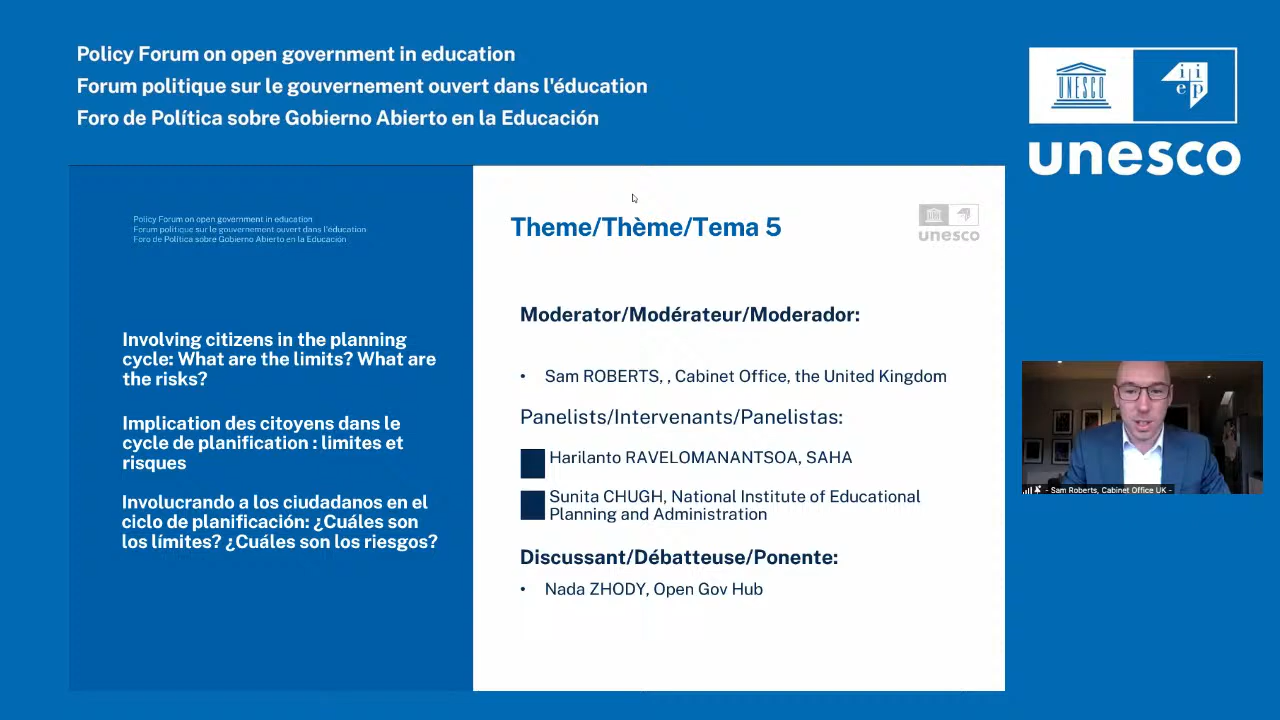 Policy Forum on open government in education
Forum politique sur le gouvernement ouvert dans l'éducation
Foro de Política sobre Gobierno Abierto en la Educación
UNESCO
i i
e p
unesco
Policy Forum on open government in education
Forum politique sur le gouvernement ouvert dans l'éducation
Foro de Política sobre Gobierno Abierto en la Educación
Involving citizens in the planning
cycle: What are the limits? What are
the risks?
Implication des citoyens dans le
cycle de planification : limites et
risques
Involucrando a los ciudadanos en el
ciclo de planificación: ¿Cuáles son
los límites? ¿Cuáles son los riesgos?
Theme/Thème/Tema 5
unesco
Moderator/Modérateur/Moderador:
• Sam ROBERTS, , Cabinet Office, the United Kingdom
Panelists/Intervenants/Panelistas:
Harilanto RAVELOMANANTSOA, SAHA
Sunita CHUGH, National Institute of Educational
Planning and Administration
Discussant/Débatteuse/Ponente:
• Nada ZHODY, Open Gov Hub
- Sam Roberts, Cabinet Office UK -